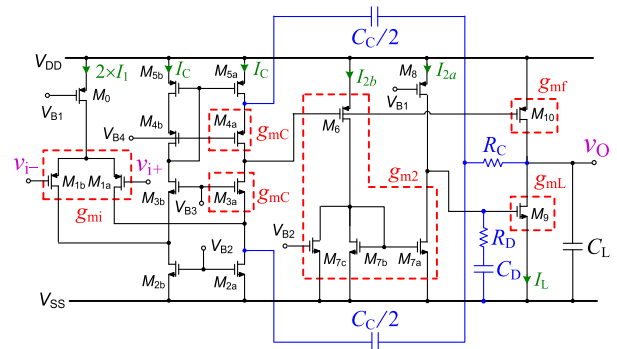 C_C/2
V_DD 2×I_1 M_5b I_C M_5a I_C I_2b M_8 I_2a g_mf
M_0 V_B1 V_B1 M_10
V_B4 M_4b M_4a g_mC M_6 R_C v_O
v_i− M_1b M_1a v_i+ g_mC g_m2 g_mL
g_mi M_3b V_B3 M_3a M_9
V_B2 V_B2 R_D C_L
M_2b M_2a M_7c M_7b M_7a C_D I_L
V_SS
C_C/2